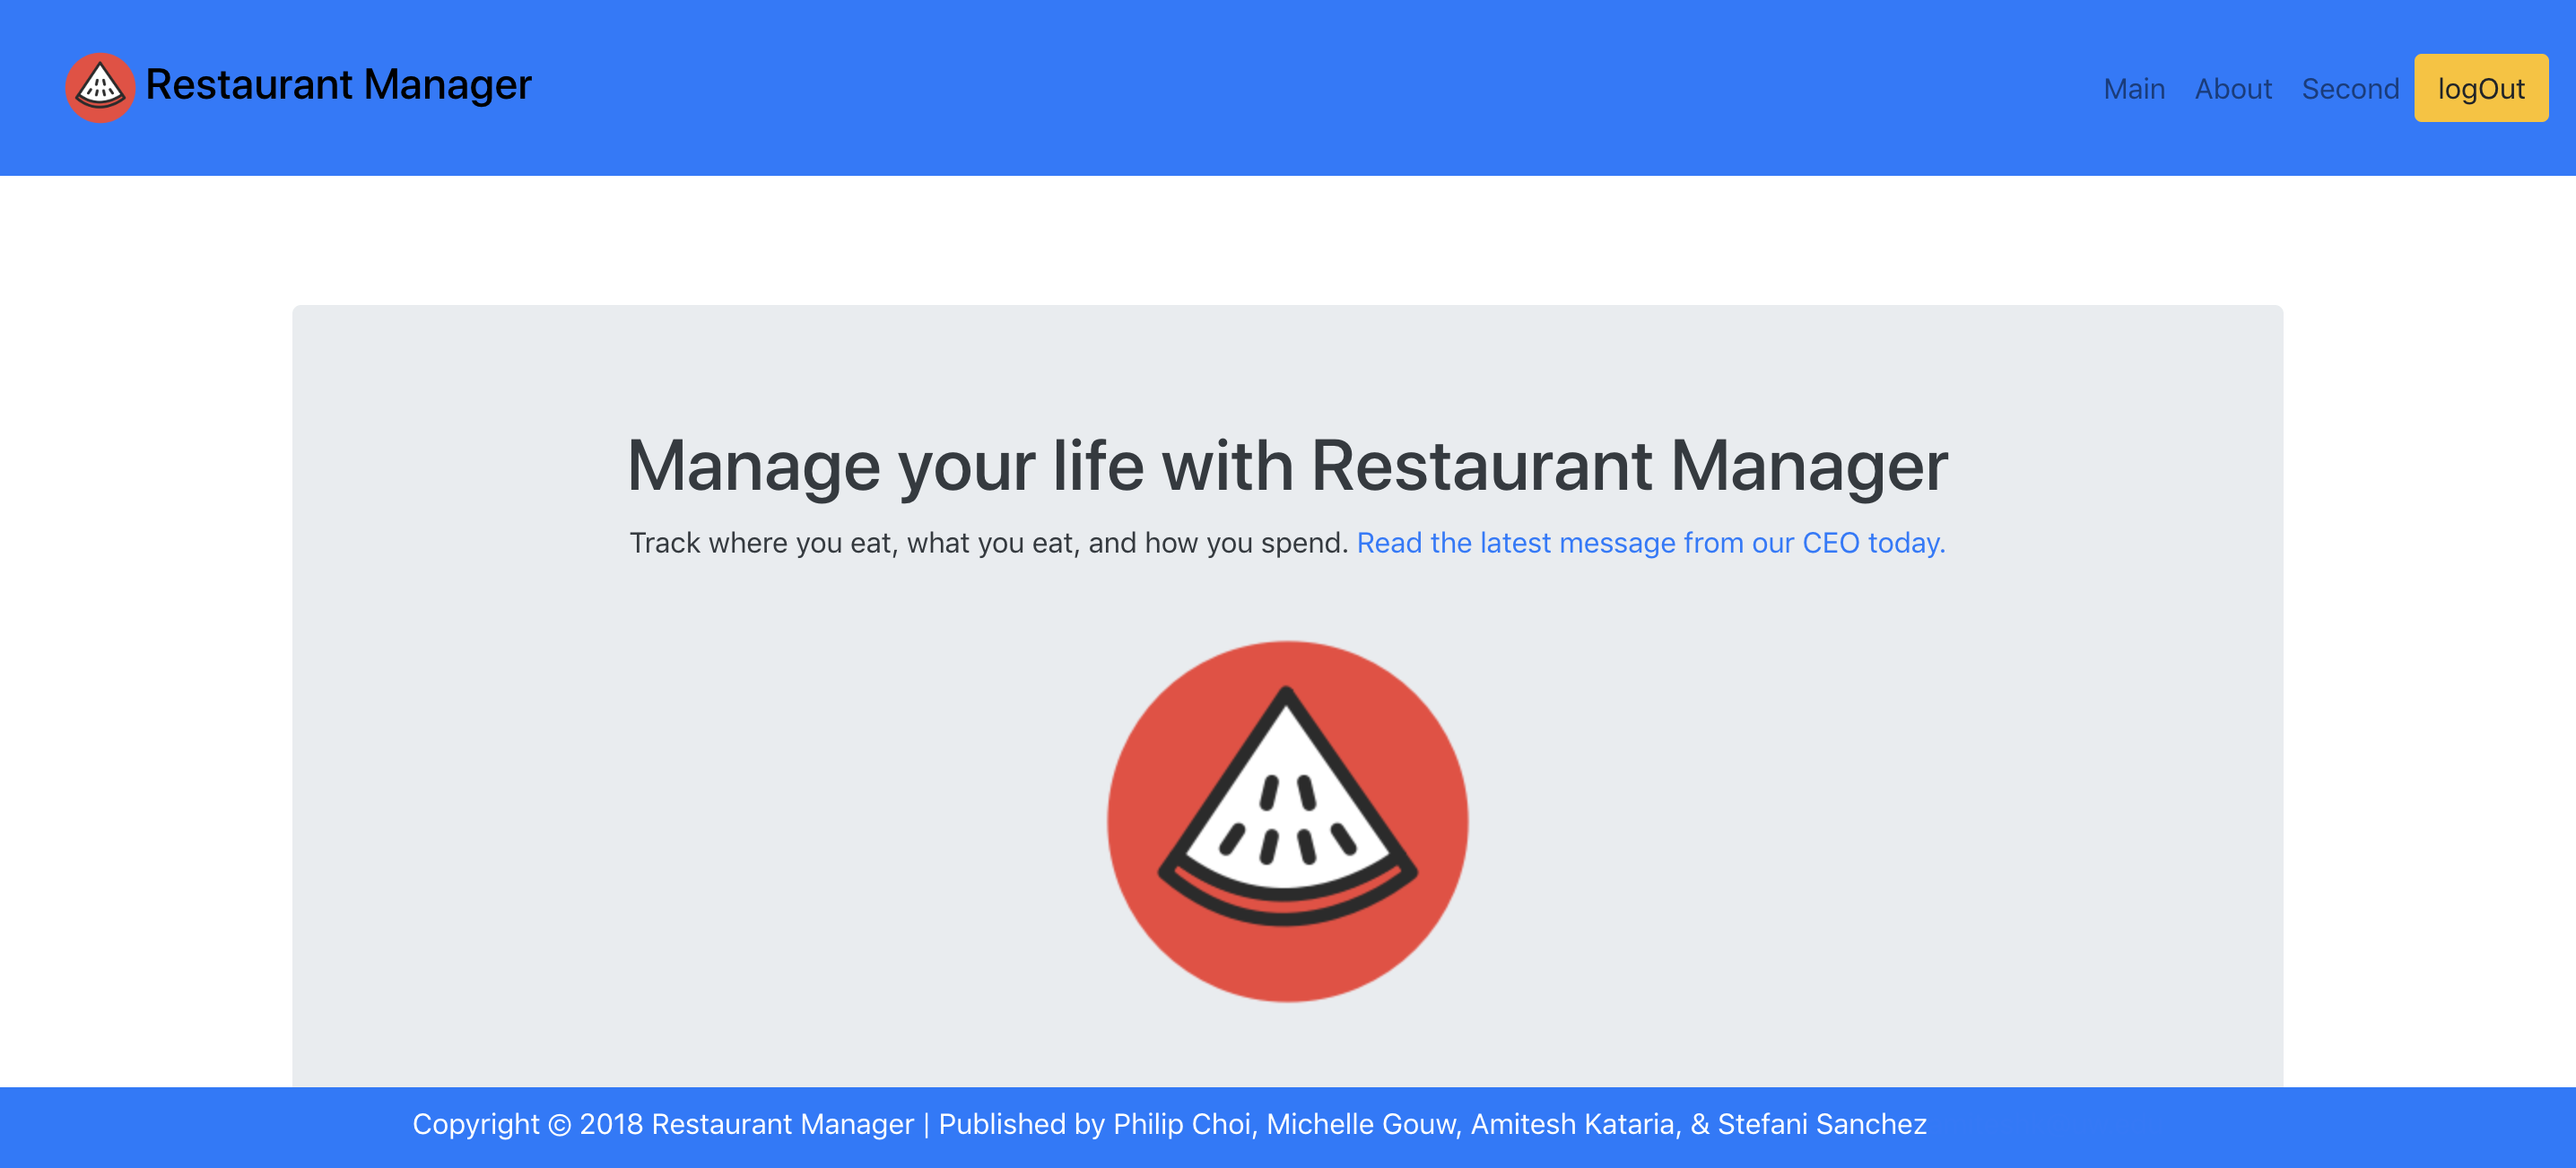 Restaurant Manager
Main About Second logOut
Manage your life with Restaurant Manager
Track where you eat, what you eat, and how you spend. Read the latest message from our CEO today.
Copyright © 2018 Restaurant Manager | Published by Philip Choi, Michelle Gouw, Amitesh Kataria, & Stefani Sanchez